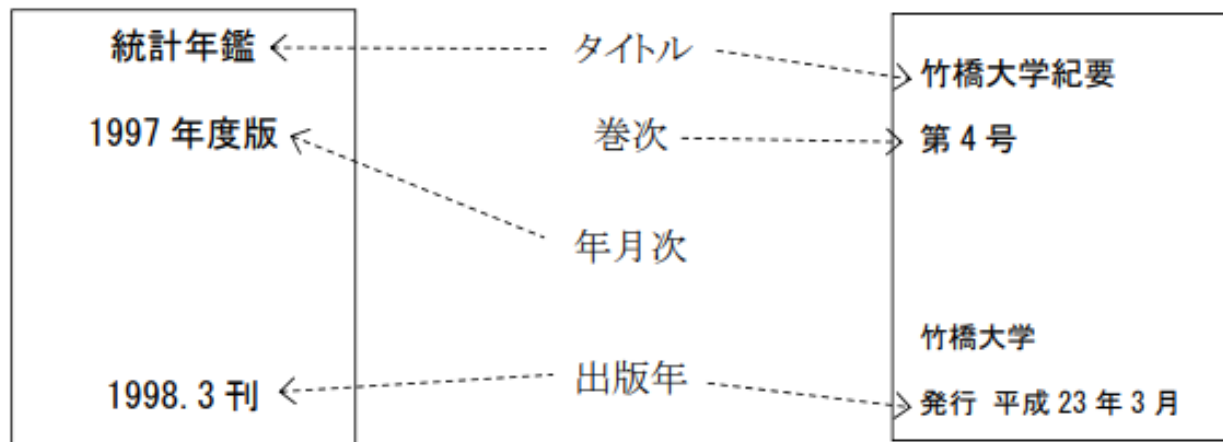 統計年鑑
1997 年度版
1998.3 刊
タイトル
巻次
年月次
出版年
竹橋大学紀要
第 4 号
竹橋大学
発行 平成 23 年 3 月